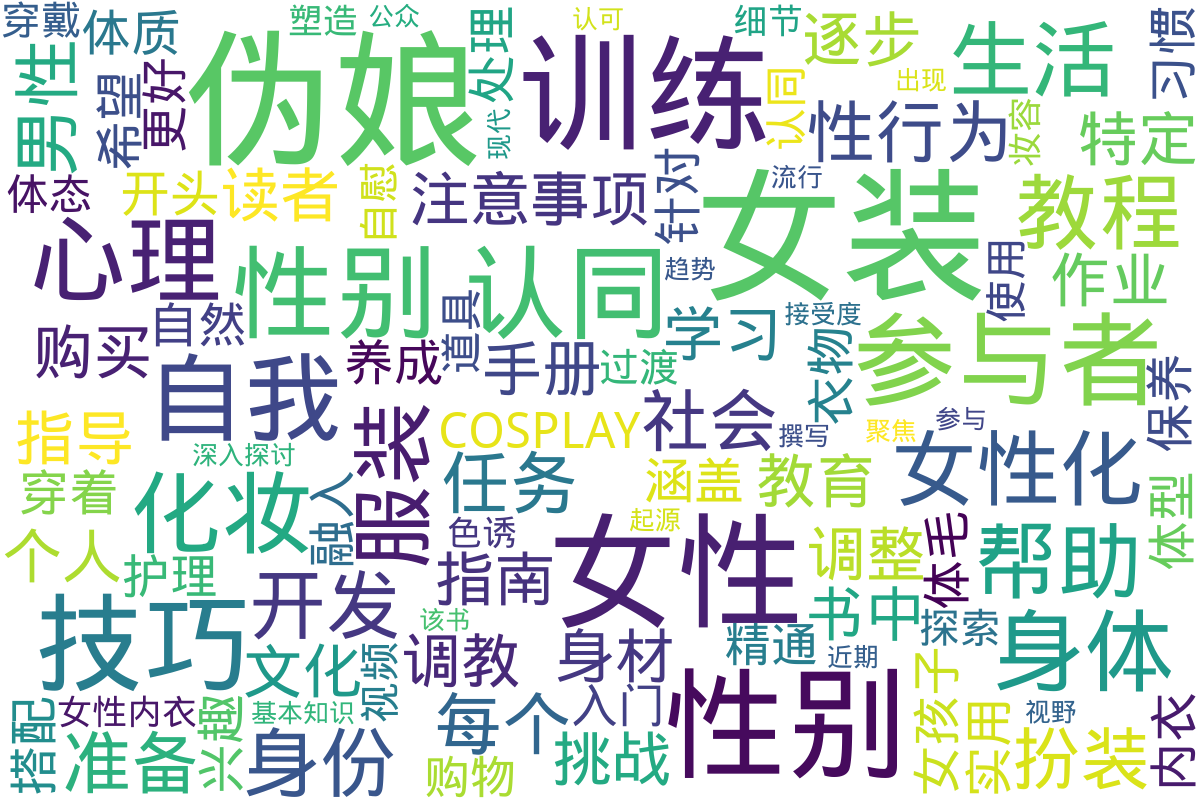 穿戴
体质
塑造
公众
认可
细节
逐步
生活
习惯
男性
希望
更好
伪娘
处理
现代
训练
认同
出现
性行为
妆容
特定
体态
开头
读者
自慰
注意事项
针对
流行
女装
教程
心理
性别认同
趋势
使用
作业
购买
自然
养成
道具
手册
过渡
学习
接受度
衣物
参与者
保养
自我
指导
深入探讨
服装
COSPLAY
社会
撰写
聚焦
参与
女性化
穿着
化妆
融入
任务
涵盖
教育
起源
体型
个人
护理
色诱
指南
女性
调整
体毛
帮助
技巧
开发
该书
调教
身材
书中
精通
探索
身体
文化
视频
近期
女性内衣
基本知识
每个
入门
性别
女孩子
视野
内衣
搭配
准备
兴趣
身份
购物
挑战
实用
扮装